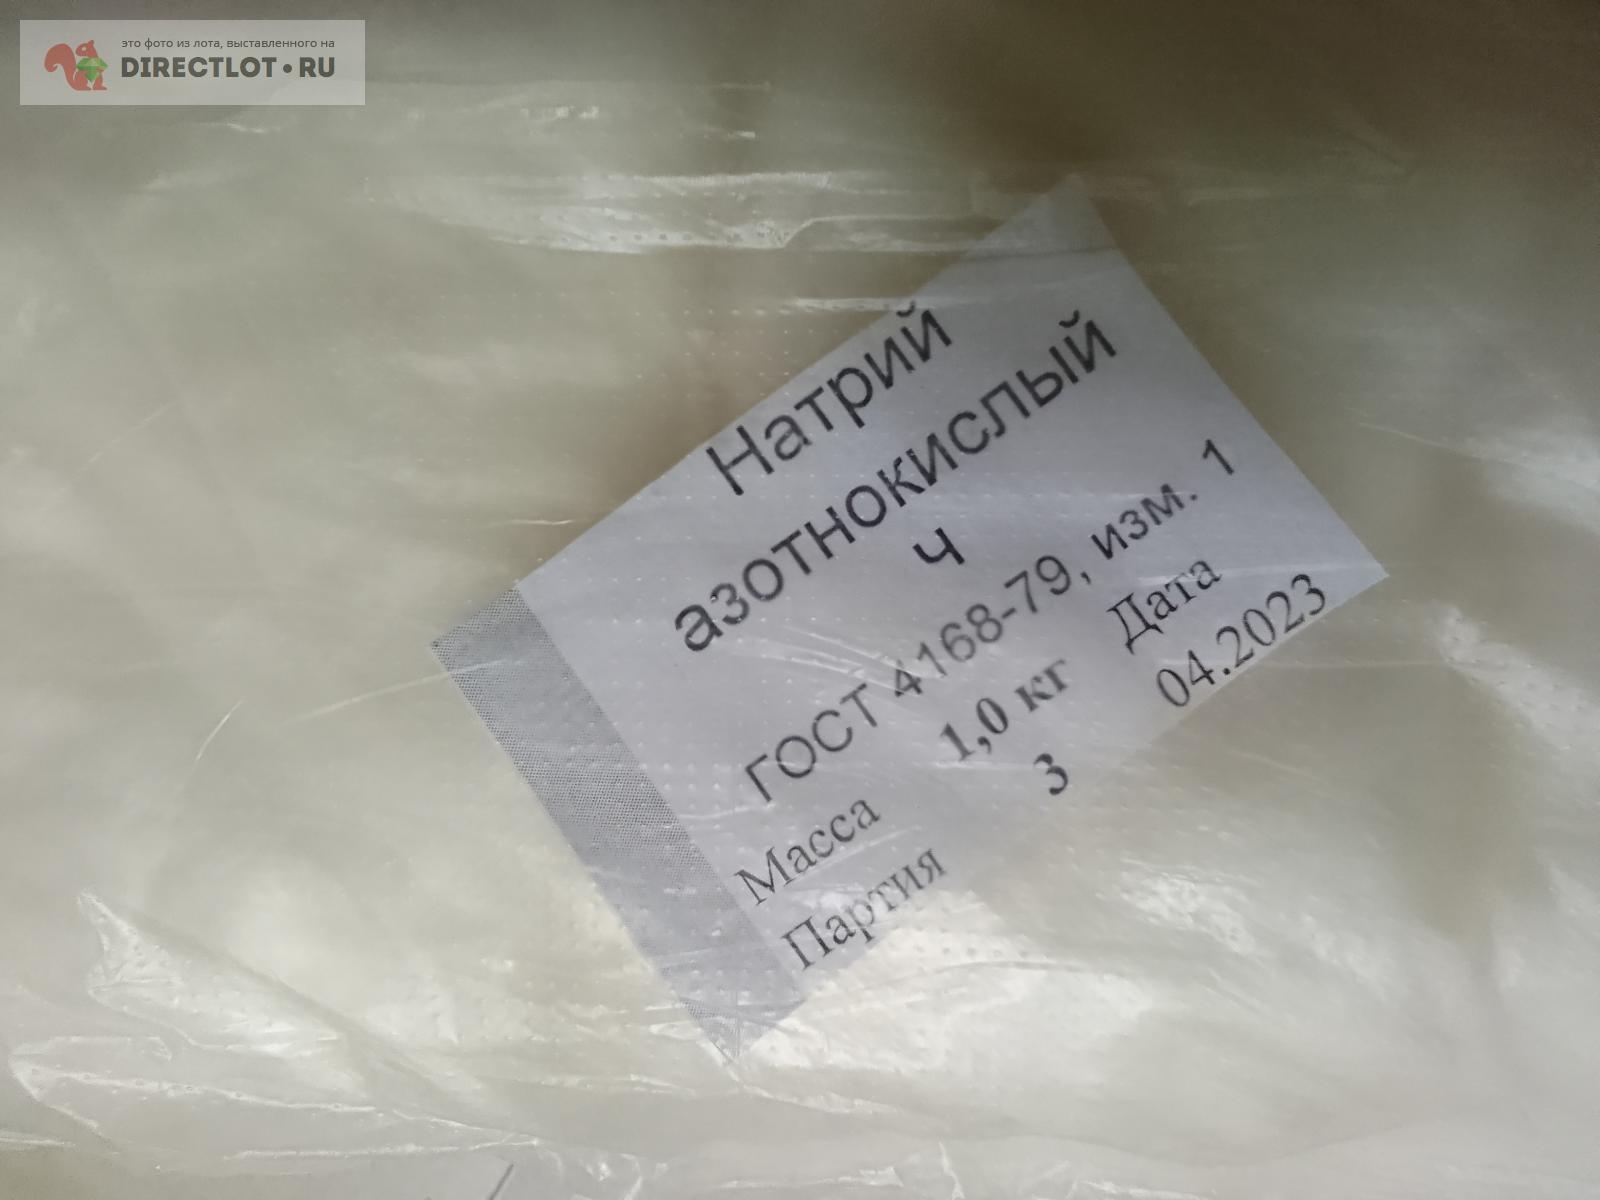 это фото из лота, выставленного на
DIRECTLOT•RU
Натрий
азотнокислый
ч
ГОСТ 4168-79, изм. 1
Масса 1,0 кг Дата
Партия 3 04.2023